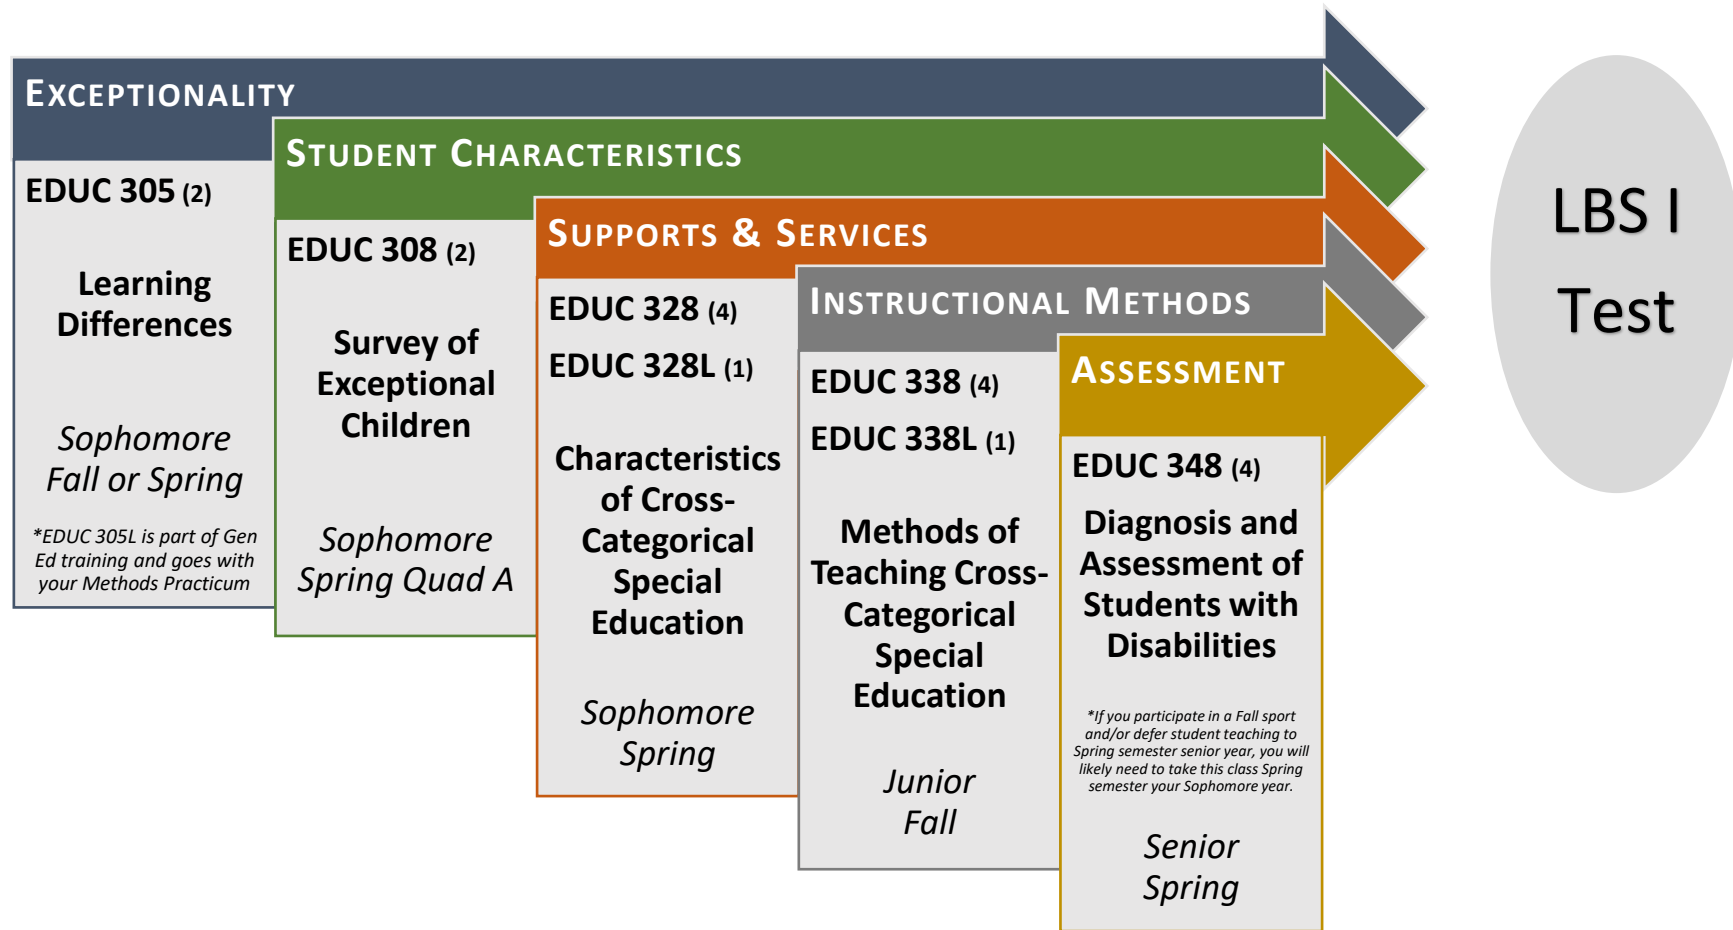 EXCEPTIONALITY
EDUC 305 (2)
Learning
Differences
Sophomore
Fall or Spring
*EDUC 305L is part of Gen
Ed training and goes with
your Methods Practicum
STUDENT CHARACTERISTICS
EDUC 308 (2)
Survey of
Exceptional
Children
Sophomore
Spring Quad A
SUPPORTS & SERVICES
EDUC 328 (4)
EDUC 328L (1)
Characteristics
of Cross-
Categorical
Special
Education
Sophomore
Spring
INSTRUCTIONAL METHODS
EDUC 338 (4)
EDUC 338L (1)
Methods of
Teaching Cross-
Categorical
Special
Education
Junior
Fall
ASSESSMENT
EDUC 348 (4)
Diagnosis and
Assessment of
Students with
Disabilities
*If you participate in a Fall sport
and/or defer student teaching to
Spring semester senior year, you will
likely need to take this class Spring
semester your Sophomore year.
Senior
Spring
LBS I
Test